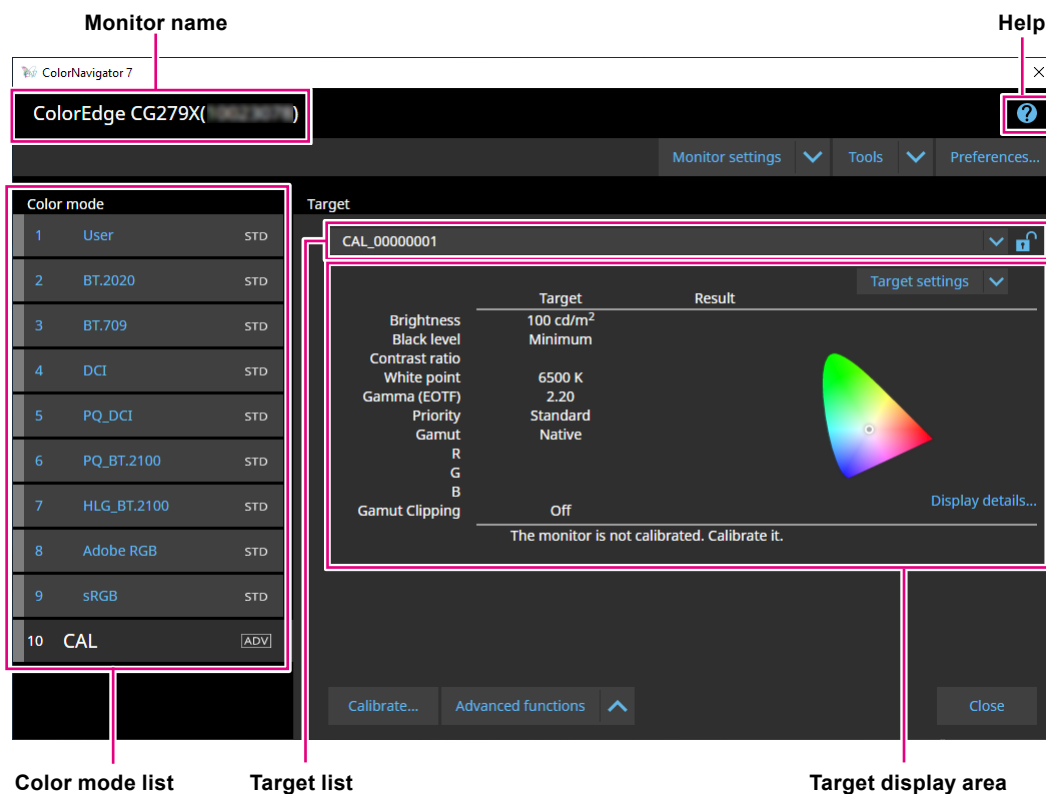 Monitor name
Help
ColorNavigator 7
ColorEdge CG279X( )
Monitor settings
Tools
Preferences...
Color mode
1 User STD
2 BT.2020 STD
3 BT.709 STD
4 DCI STD
5 PQ_DCI STD
6 PQ_BT.2100 STD
7 HLG_BT.2100 STD
8 Adobe RGB STD
9 sRGB STD
10 CAL ADV
Target
CAL_00000001
Target settings
Target Result
Brightness 100 cd/m²
Black level Minimum
Contrast ratio
White point 6500 K
Gamma (EOTF) 2.20
Priority Standard
Gamut Native
R
G
B
Gamut Clipping Off
Display details...
The monitor is not calibrated. Calibrate it.
Calibrate...
Advanced functions
Close
Color mode list
Target list
Target display area